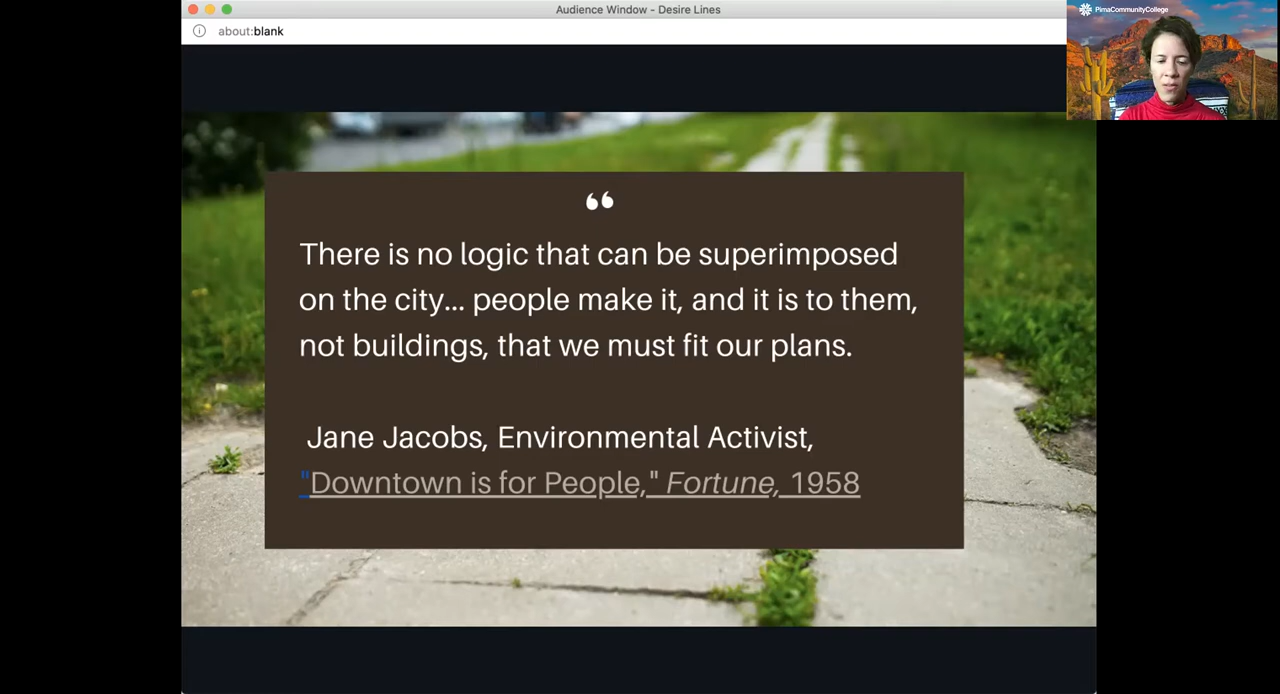 Audience Window - Desire Lines
about:blank
PimaCommunityCollege
“
There is no logic that can be superimposed
on the city... people make it, and it is to them,
not buildings, that we must fit our plans.
Jane Jacobs, Environmental Activist,
"Downtown is for People," Fortune, 1958